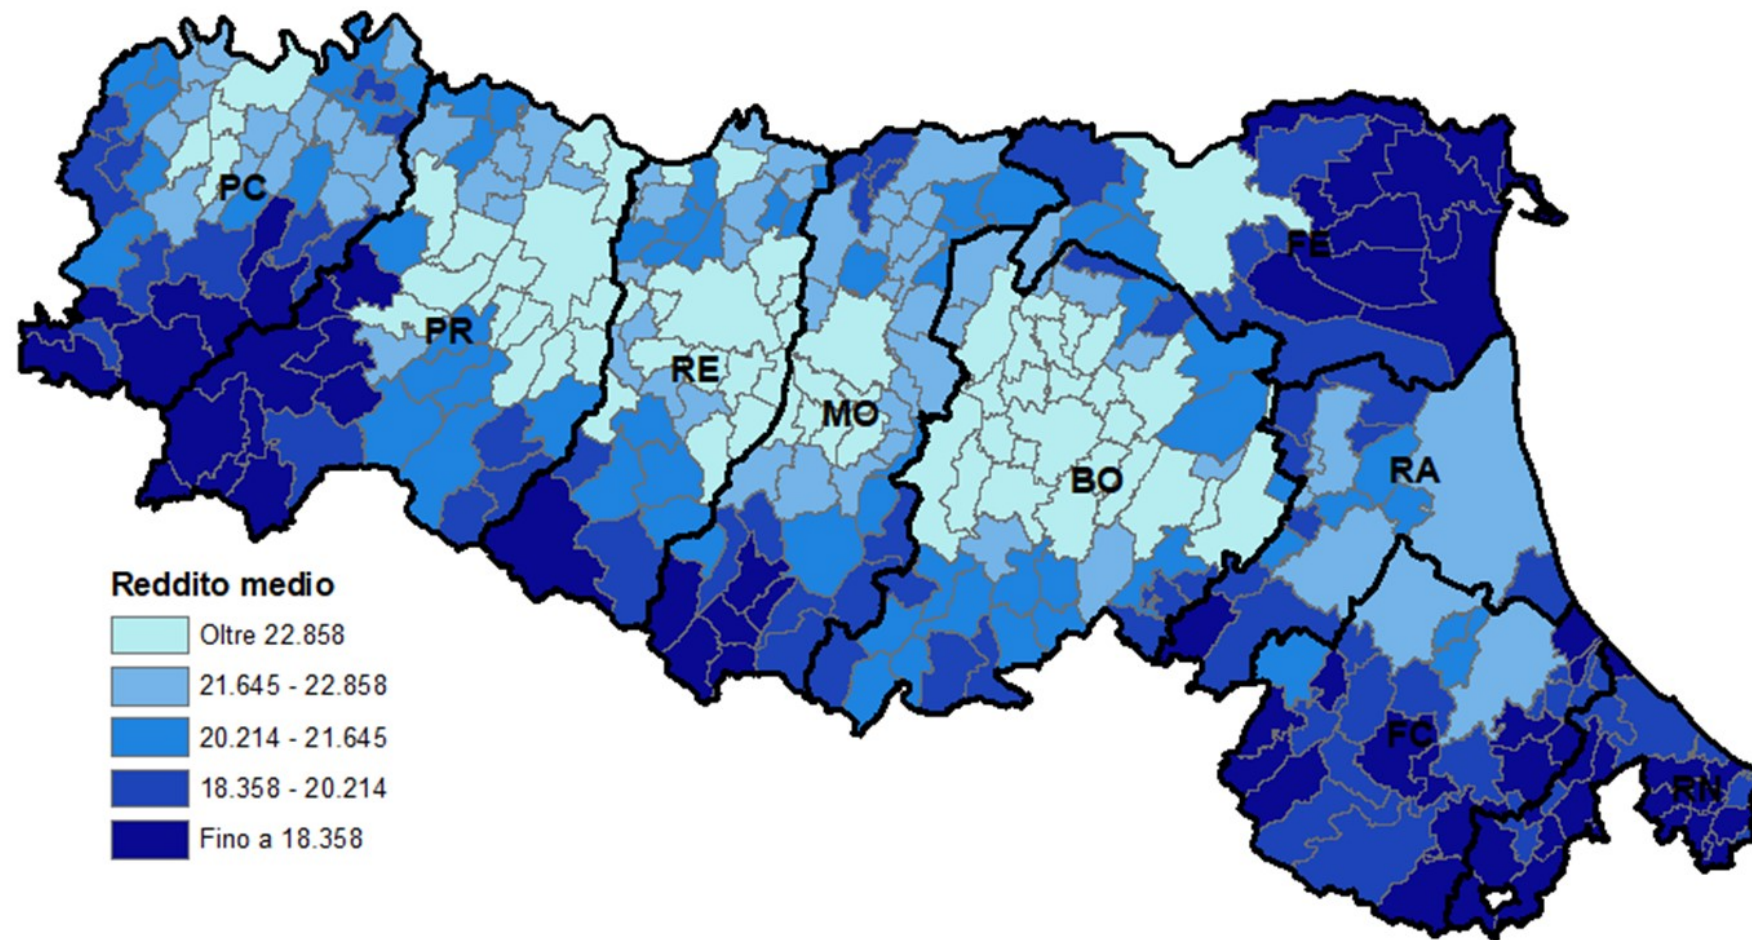 PC
FE
PR
RE
MO
RA
BO
FC
RN
Reddito medio
Oltre 22.858
21.645 - 22.858
20.214 - 21.645
18.358 - 20.214
Fino a 18.358